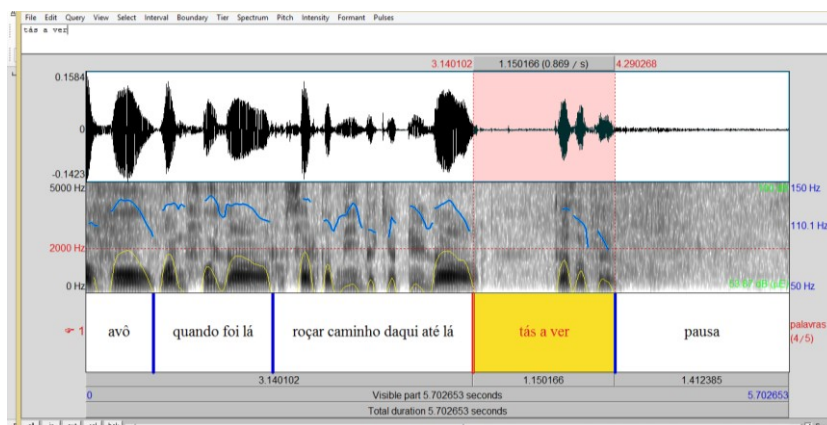 File Edit Query View Select Interval Boundary Tier Spectrum Pitch Intensity Formant Pulses
tás a ver
3.140102 1.150166 (0.869 / s) 4.290268
0.1584
0
-0.1423
5000 Hz 150 Hz
2000 Hz 110.1 Hz
0 Hz 50 Hz
1 avô quando foi lá roçar caminho daqui até lá tás a ver pausa palavras
(4/5)
3.140102 1.150166 1.412385
0 Visible part 5.702653 seconds 5.702653
Total duration 5.702653 seconds